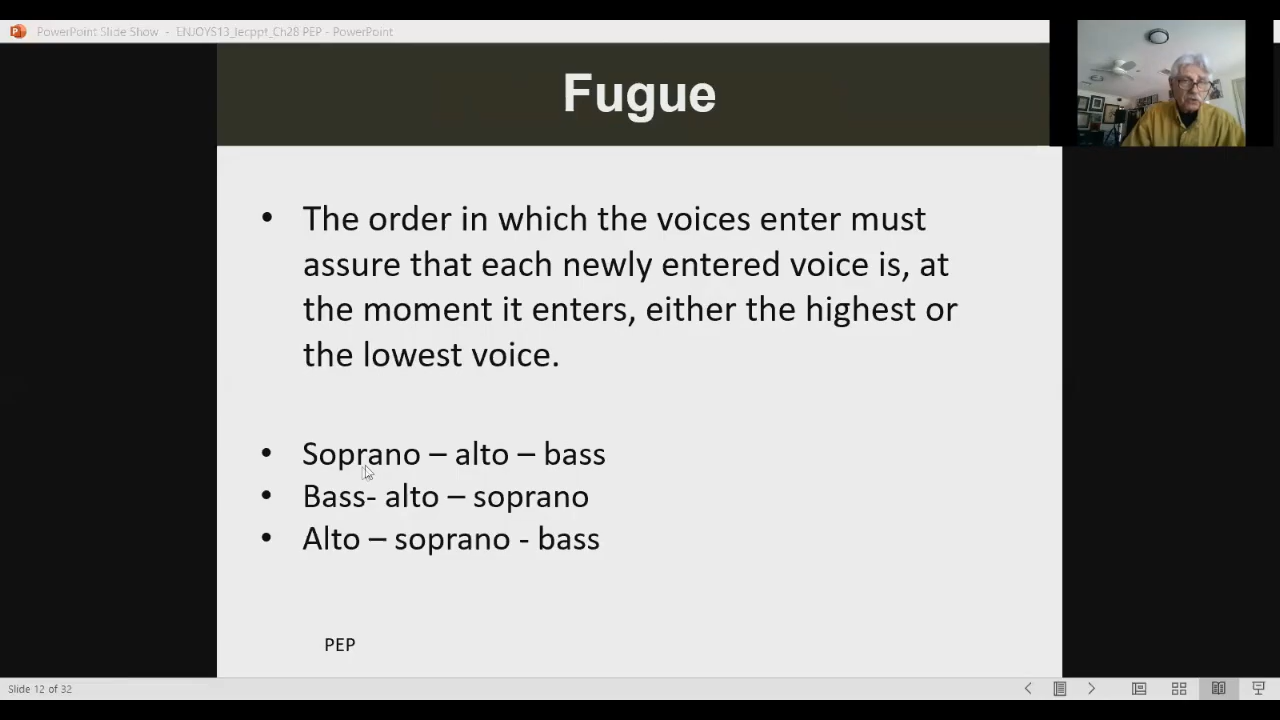 PowerPoint Slide Show - ENJOYS13_lecppt_Ch28 PEP - PowerPoint
Fugue
• The order in which the voices enter must
assure that each newly entered voice is, at
the moment it enters, either the highest or
the lowest voice.
• Soprano – alto – bass
• Bass- alto – soprano
• Alto – soprano - bass
PEP
Slide 12 of 32